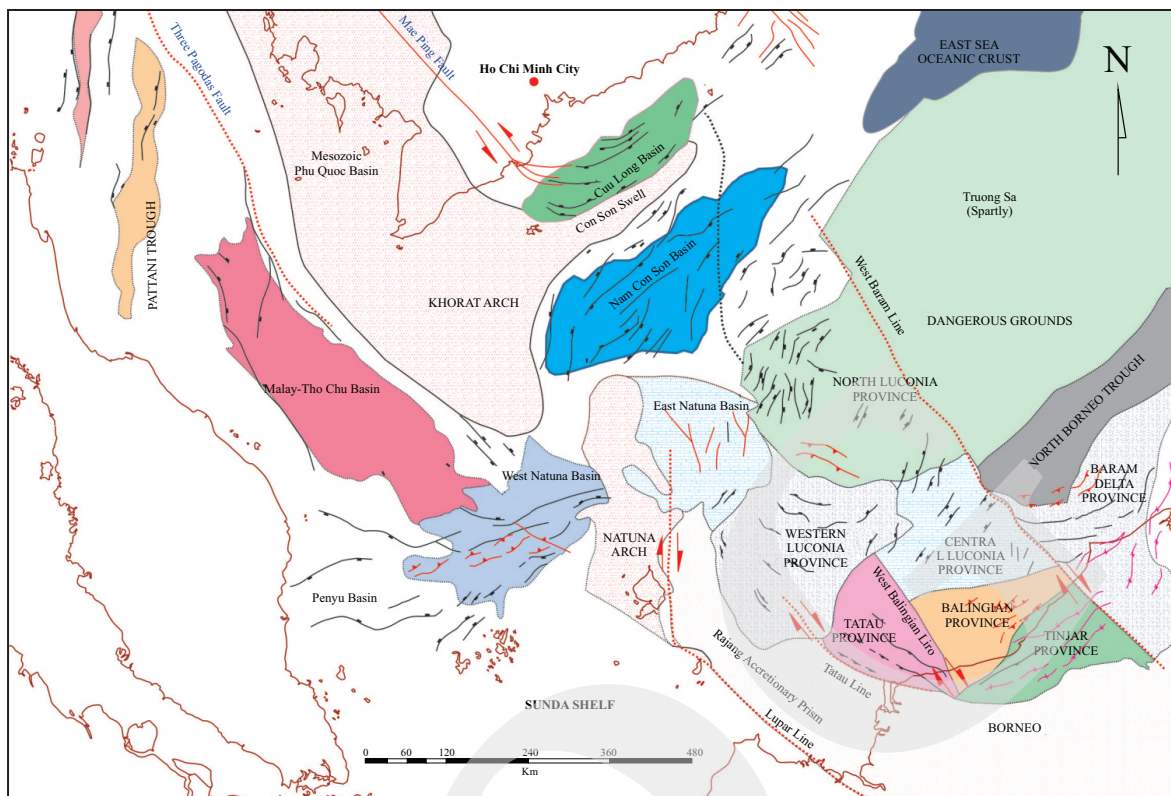 EAST SEA
OCEANIC CRUST
N
Three Pagodas Fault
Mae Ping Fault
Ho Chi Minh City
Mesozoic
Phu Quoc Basin
Cuu Long Basin
Con Son Swell
Truong Sa
(Spartly)
PATTANI TROUGH
KHORAT ARCH
Nam Con Son Basin
West Baram Line
DANGEROUS GROUNDS
Malay-Tho Chu Basin
NORTH LUCONIA
PROVINCE
East Natuna Basin
NORTH BORNEO TROUGH
West Natuna Basin
BARAM
DELTA
PROVINCE
NATUNA
ARCH
WESTERN
LUCONIA
PROVINCE
CENTRA
L LUCONIA
PROVINCE
Penyu Basin
TATAU
PROVINCE
West Balingian Liro
BALINGIAN
PROVINCE
TINJAR
PROVINCE
Rajang Accretionary Prism
Tatau Line
SUNDA SHELF
Lupar Line
BORNEO
0 60 120 240 360 480
Km